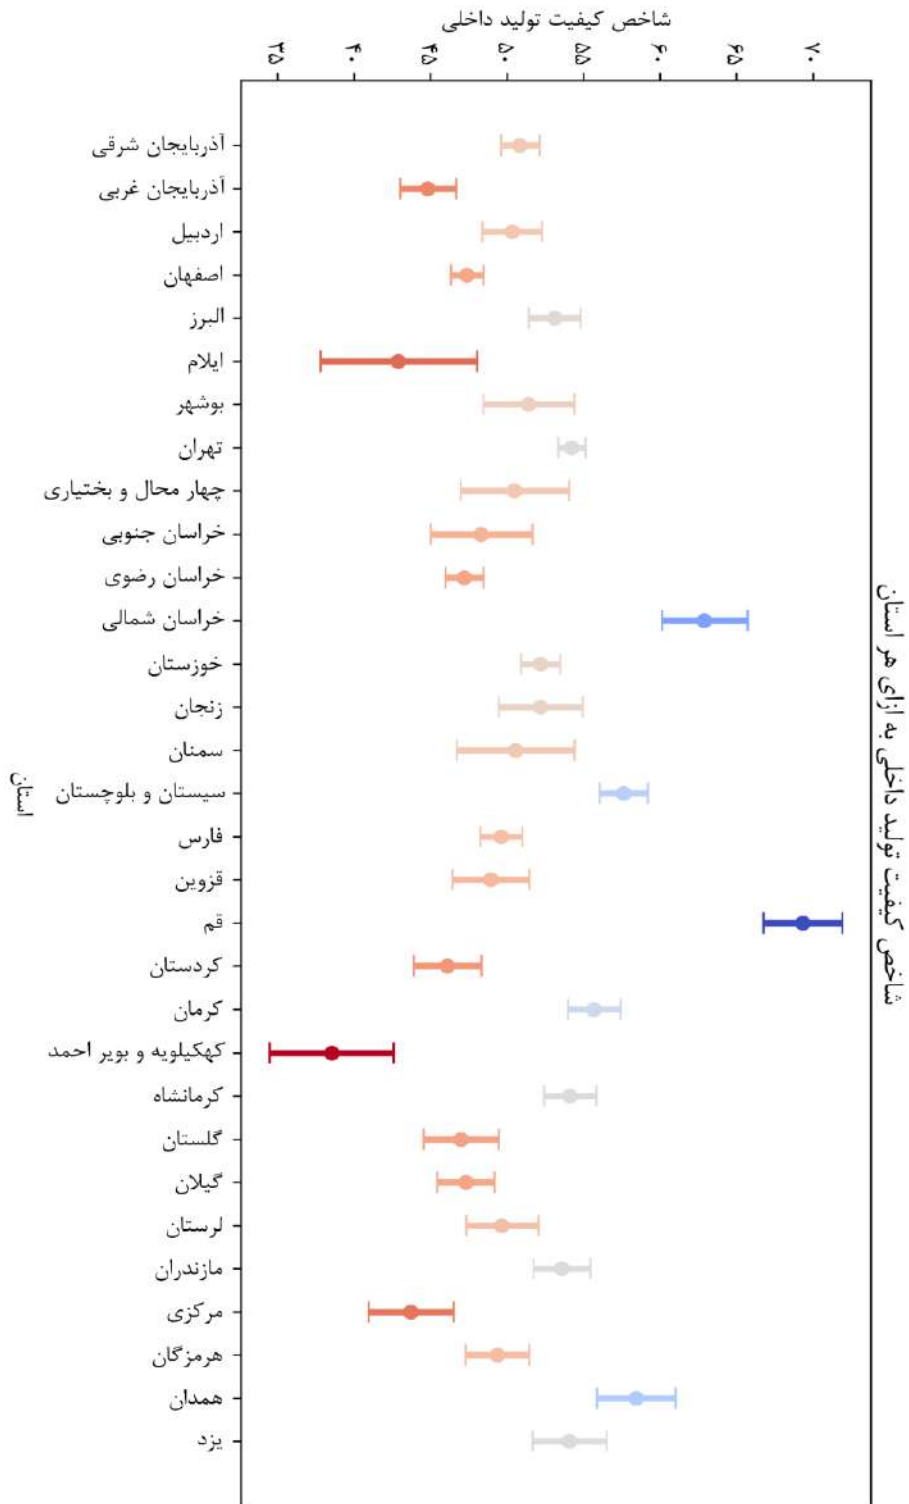 شاخص کیفیت تولید داخلی به ازای هر استان
شاخص کیفیت تولید داخلی
۳۵
۴۰
۴۵
۵۰
۵۵
۶۰
۶۵
۷۰
آذربایجان شرقی
آذربایجان غربی
اردبیل
اصفهان
البرز
ایلام
بوشهر
تهران
چهار محال و بختیاری
خراسان جنوبی
خراسان رضوی
خراسان شمالی
خوزستان
زنجان
سمنان
سیستان و بلوچستان
فارس
قزوین
قم
کردستان
کرمان
کهکیلویه و بویر احمد
کرمانشاه
گلستان
گیلان
لرستان
مازندران
مرکزی
هرمزگان
همدان
یزد
استان